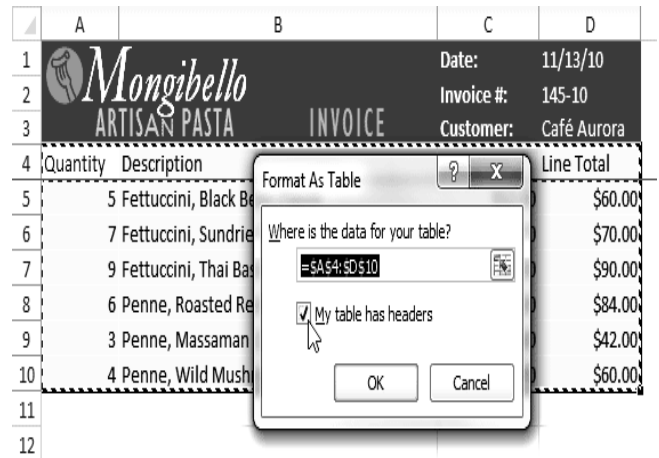 A B C D
1 Mongibello Date: 11/13/10
2 Invoice #: 145-10
3 ARTISAN PASTA INVOICE Customer: Café Aurora
4 Quantity Description Line Total
5 5 Fettuccini, Black $60.00
6 7 Fettuccini, $70.00
7 9 Fettuccini, Thai $90.00
8 6 Penne, Roasted $84.00
9 3 Penne, Massaman $42.00
10 4 Penne, Wild $60.00
11
12
Format As Table
Where is the data for your table?
=$A$4:$D$10
My table has headers
OK Cancel